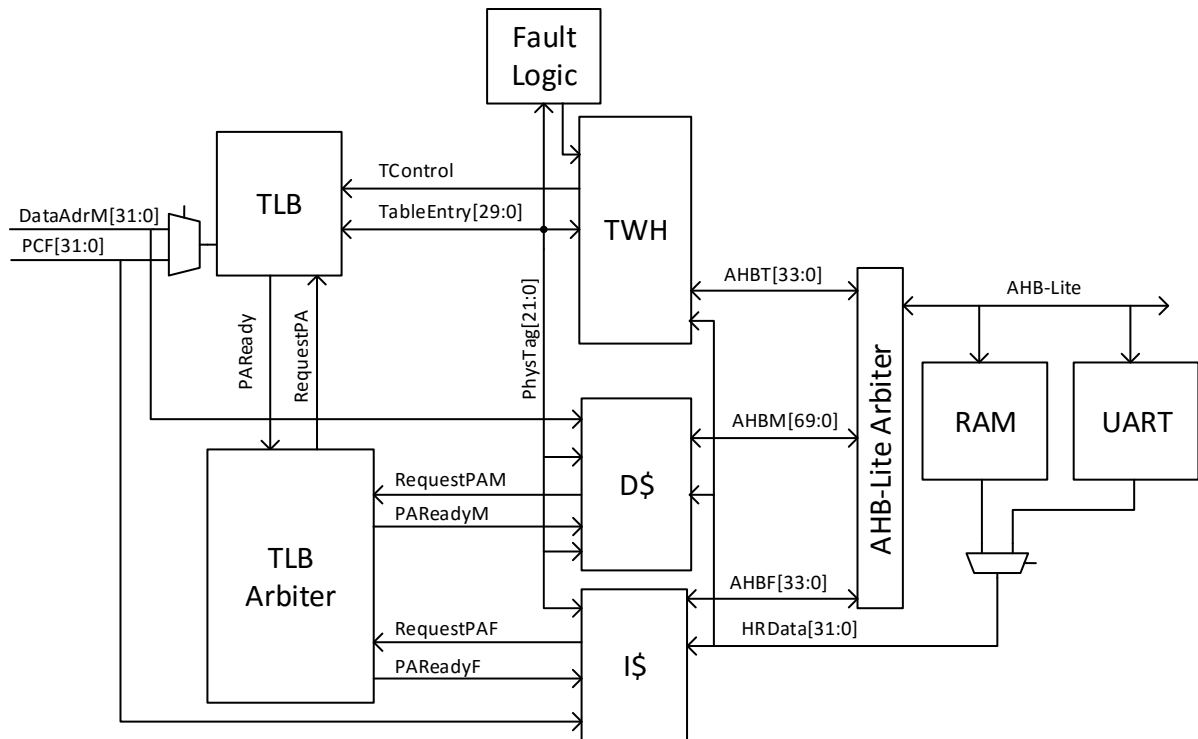 Fault
Logic
TControl
TLB
TableEntry[29:0]
TWH
DataAdrM[31:0]
PCF[31:0]
AHBT[33:0]
AHB-Lite
PAReady
RequestPA
PhysTag[21:0]
AHB-Lite Arbiter
RAM
UART
AHBM[69:0]
RequestPAM
D$
PAReadyM
TLB
Arbiter
AHBF[33:0]
RequestPAF
HRData[31:0]
PAReadyF
I$